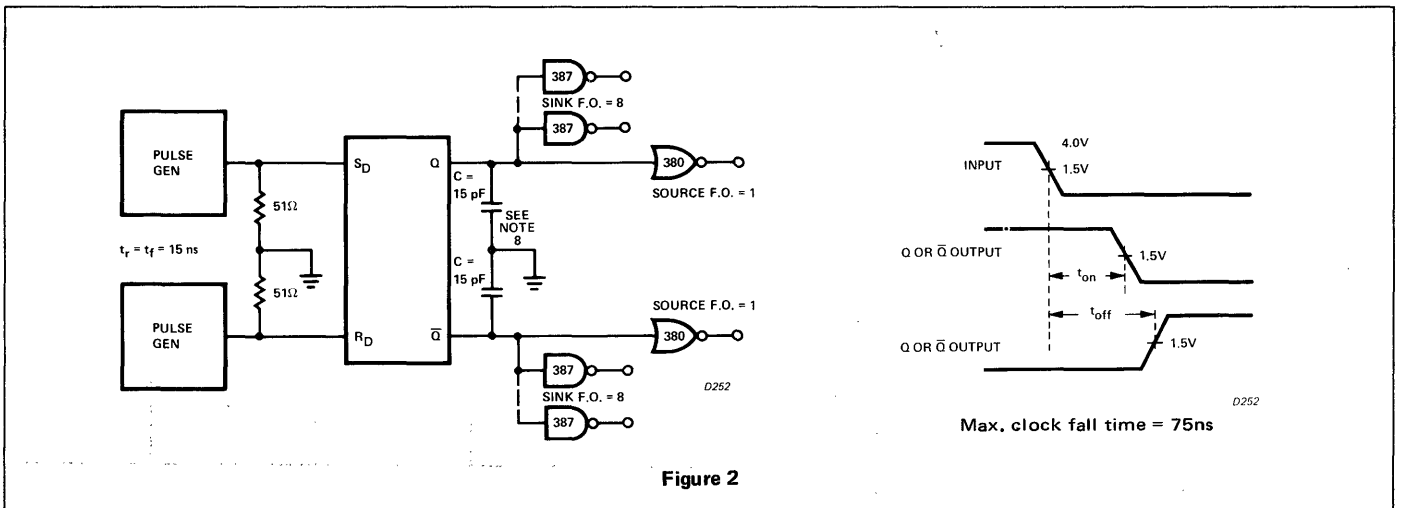 387
SINK F.O. = 8
387
PULSE
GEN
S_D
Q
C =
15 pF
380
SOURCE F.O. = 1
51Ω
SEE
NOTE
8
t_r = t_f = 15 ns
C =
15 pF
51Ω
SOURCE F.O. = 1
PULSE
GEN
R_D
Q̅
380
387
SINK F.O. = 8
387
D252
INPUT
4.0V
1.5V
Q OR Q̅ OUTPUT
1.5V
t_on
t_off
Q OR Q̅ OUTPUT
1.5V
D252
Max. clock fall time = 75ns
Figure 2